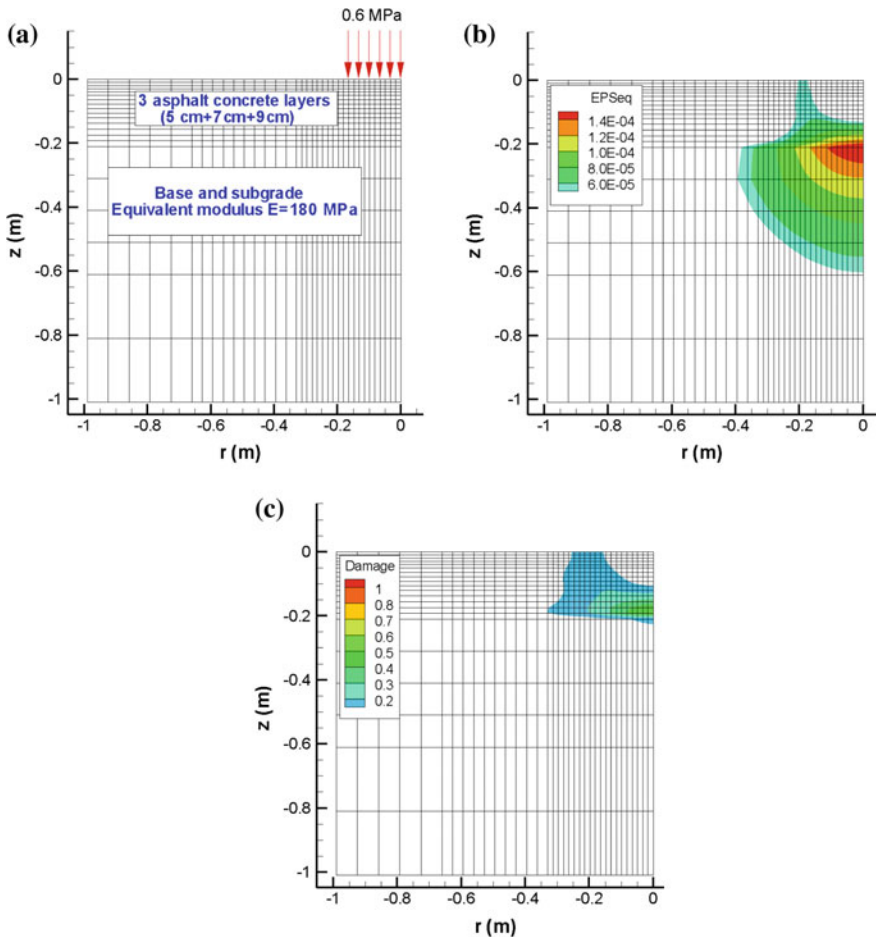 (a)
0.6 MPa
0
-0.2
-0.4
-0.6
-0.8
-1
z (m)
3 asphalt concrete layers
(5 cm+7cm+9cm)
Base and subgrade
Equivalent modulus E=180 MPa
-1
-0.8
-0.6
-0.4
-0.2
0
r (m)
(b)
0
-0.2
-0.4
-0.6
-0.8
-1
z (m)
EPSeq
1.4E-04
1.2E-04
1.0E-04
8.0E-05
6.0E-05
-1
-0.8
-0.6
-0.4
-0.2
0
r (m)
(c)
0
-0.2
-0.4
-0.6
-0.8
-1
z (m)
Damage
1
0.8
0.7
0.6
0.5
0.4
0.3
0.2
-1
-0.8
-0.6
-0.4
-0.2
0
r (m)